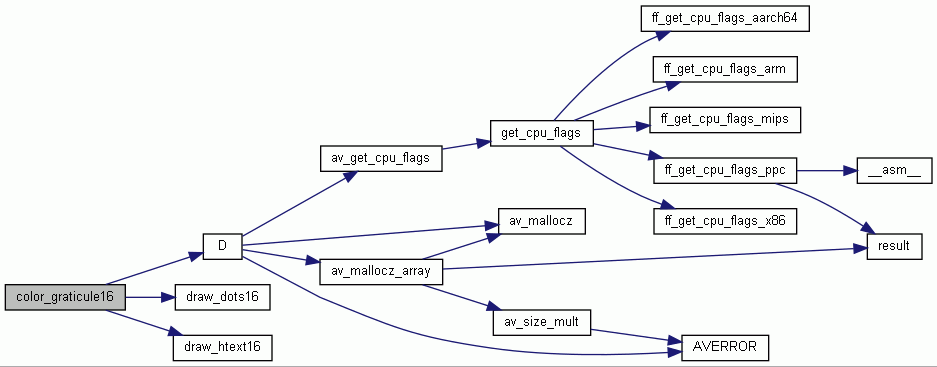 ff_get_cpu_flags_aarch64
ff_get_cpu_flags_arm
ff_get_cpu_flags_mips
get_cpu_flags
av_get_cpu_flags
ff_get_cpu_flags_ppc
__asm__
ff_get_cpu_flags_x86
av_mallocz
D
result
av_mallocz_array
color_graticule16
draw_dots16
av_size_mult
draw_htext16
AVERROR